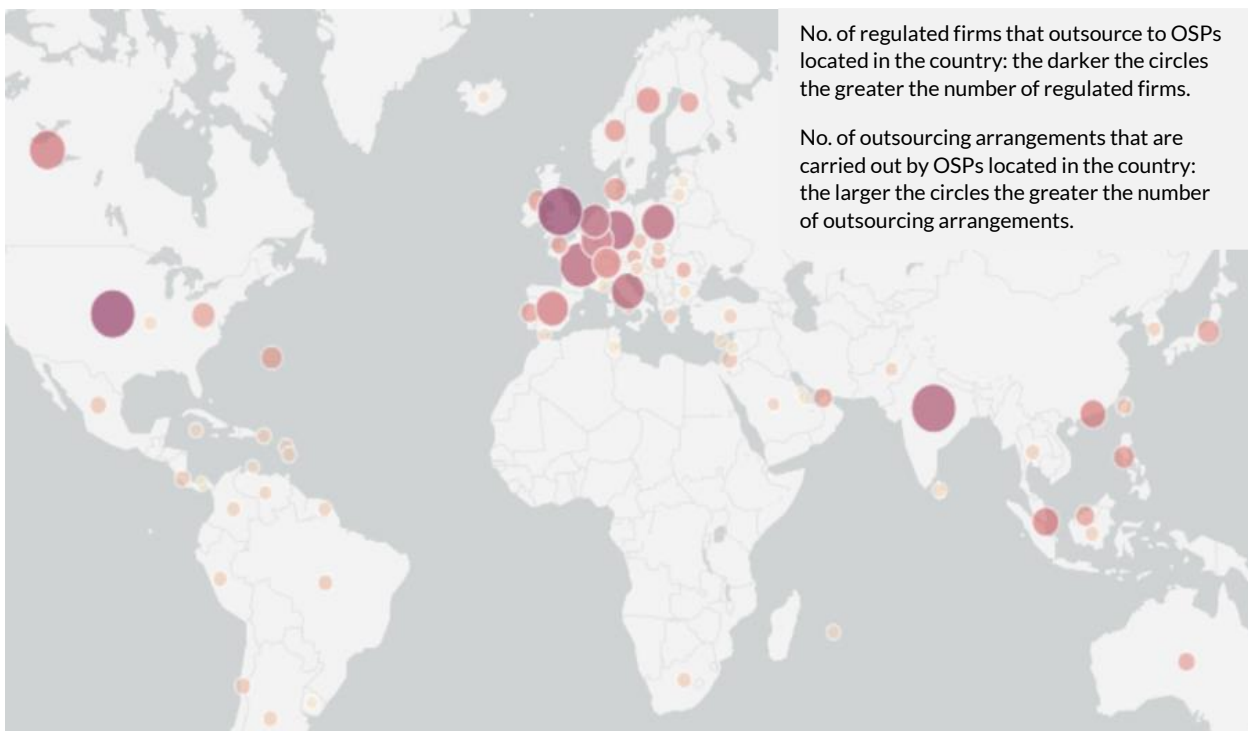 No. of regulated firms that outsource to OSPs
located in the country: the darker the circles
the greater the number of regulated firms.
No. of outsourcing arrangements that are
carried out by OSPs located in the country:
the larger the circles the greater the number
of outsourcing arrangements.